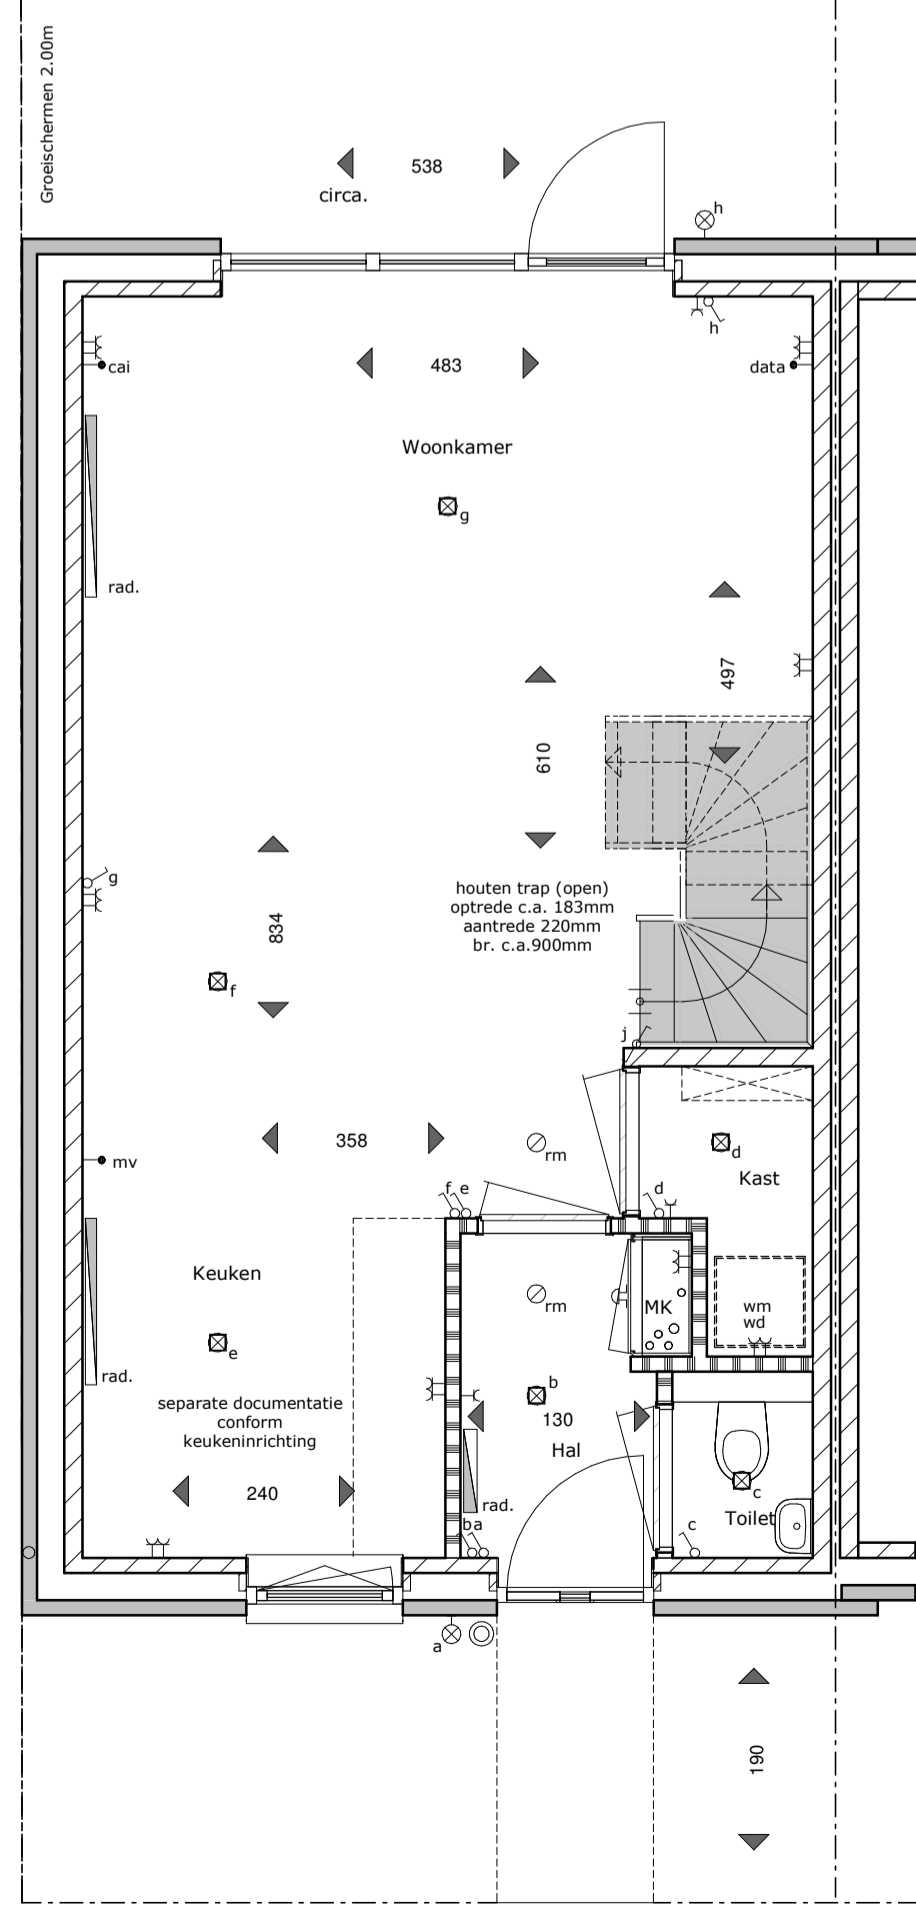 Groeischermen 2.00m
538
circa.
h
h
cai
483
data
Woonkamer
g
rad.
497
610
houten trap (open)
optrede c.a. 183mm
aantrede 220mm
br. c.a.900mm
g
834
f
j
358
rm
mv
d
Kast
f e
d
Keuken
rm
MK
wm
wd
e
rad.
b
separate documentatie
conform
keukeninrichting
130
Hal
240
rad.
c
Toilet
ba
c
a
190